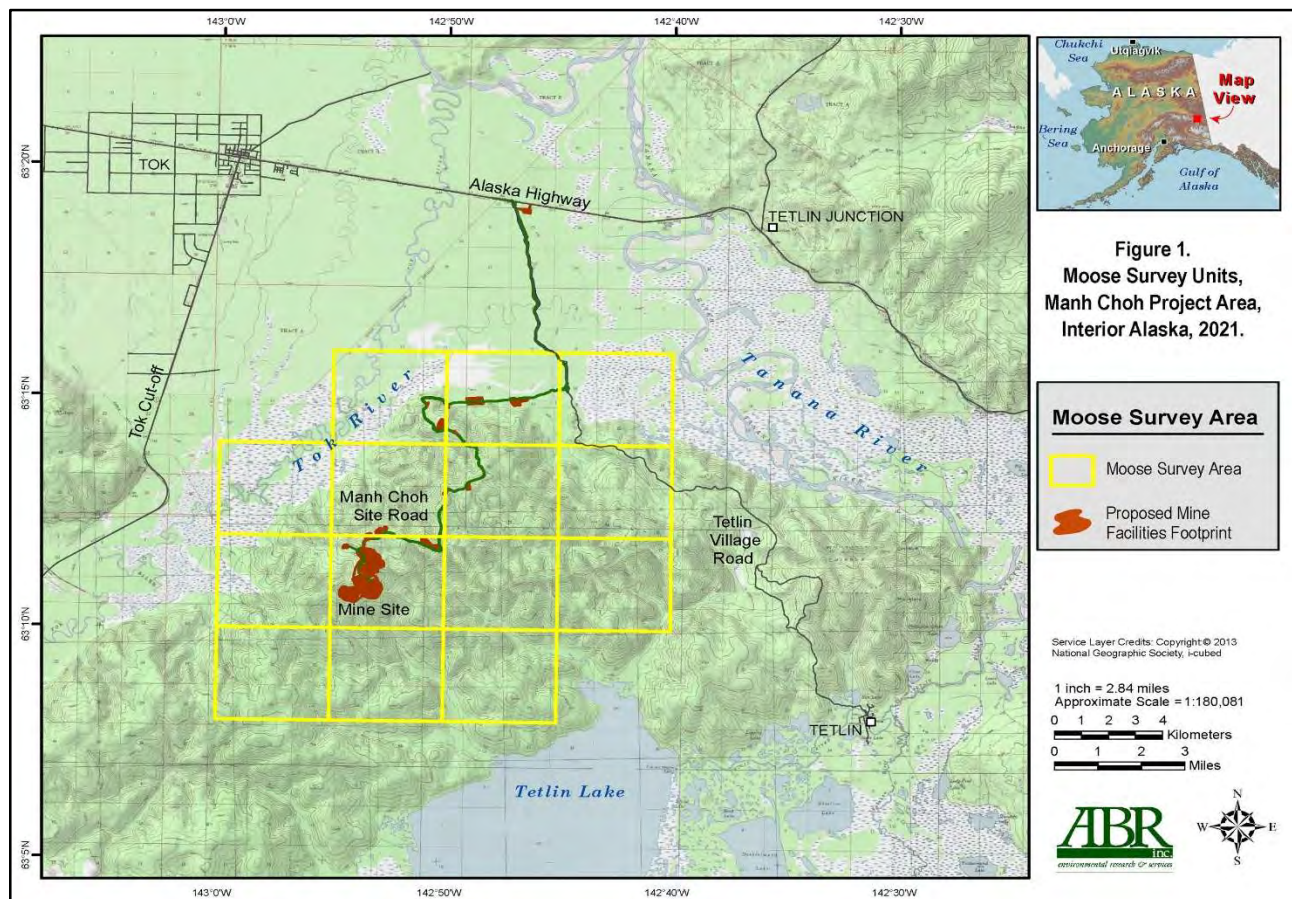 143°0'W
142°50'W
142°40'W
142°30'W
63°20'N
63°15'N
63°10'N
63°5'N
TOK
Alaska Highway
TETLIN JUNCTION
Tok Cut-off
Tok River
Tanana River
Manh Choh
Site Road
Mine Site
Tetlin
Village
Road
TETLIN
Tetlin Lake
143°0'W
142°50'W
142°40'W
142°30'W
Chukchi
Sea
Utqiagvik
ALASKA
Map
View
Bering
Sea
Anchorage
Gulf of
Alaska
Figure 1.
Moose Survey Units,
Manh Choh Project Area,
Interior Alaska, 2021.
Moose Survey Area
Moose Survey Area
Proposed Mine
Facilities Footprint
Service Layer Credits: Copyright:© 2013
National Geographic Society, i-cubed
1 inch = 2.84 miles
Approximate Scale = 1:180,081
0 1 2 3 4
Kilometers
0 1 2 3
Miles
ABR
inc.
environmental research & services
N
W E
S